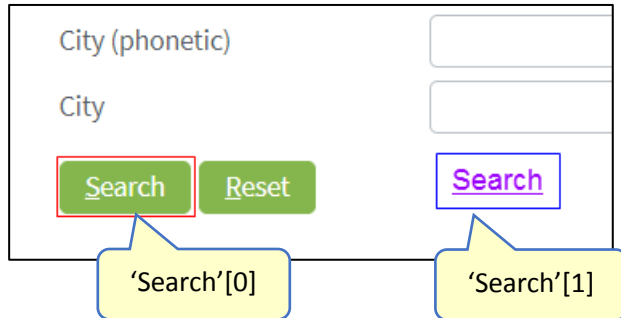 City (phonetic)
City
Search Reset Search
‘Search’[0] ‘Search’[1]